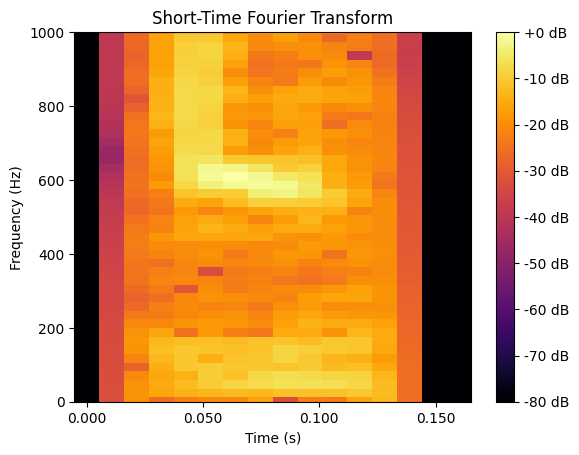 Short-Time Fourier Transform
Frequency (Hz)
1000
800
600
400
200
0
0.000
0.050
0.100
0.150
Time (s)
+0 dB
-10 dB
-20 dB
-30 dB
-40 dB
-50 dB
-60 dB
-70 dB
-80 dB